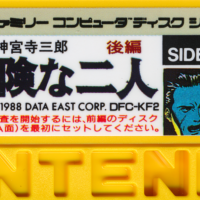 ファミリー コンピュータ ディスク シ
神宮寺三郎 後編
険な二人
SIDE
1988 DATA EAST CORP. DFC-KF2
査を開始するには、前編のディスク
A面)を最初にセットしてください。
NTEN